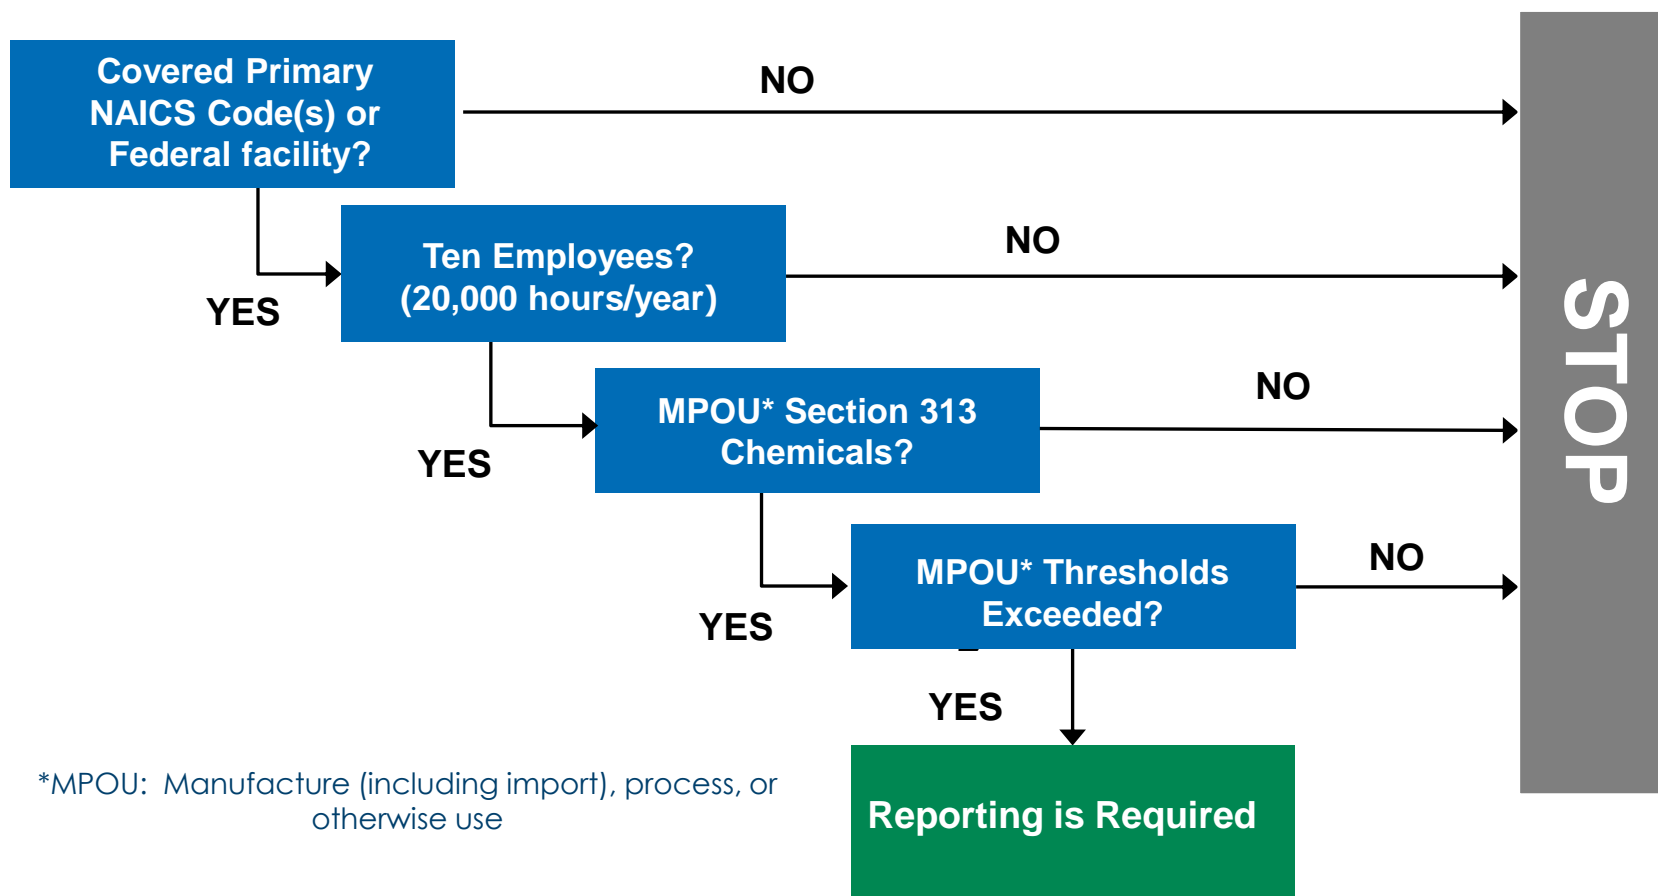 Covered Primary
NAICS Code(s) or
Federal facility?
NO
YES
Ten Employees?
(20,000 hours/year)
NO
YES
MPOU* Section 313
Chemicals?
NO
YES
MPOU* Thresholds
Exceeded?
NO
YES
Reporting is Required
STOP
*MPOU: Manufacture (including import), process, or
otherwise use